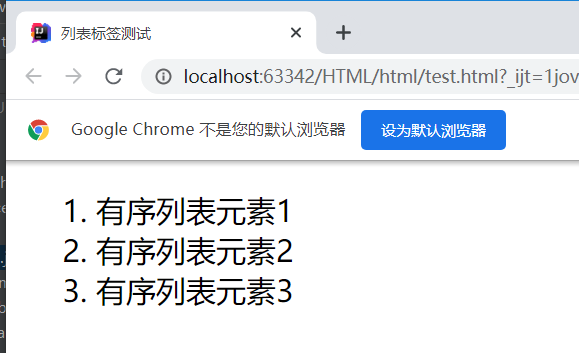 列表标签测试
localhost:63342/HTML/html/test.html?_ijt=1jov
Google Chrome 不是您的默认浏览器 设为默认浏览器
1. 有序列表元素1
2. 有序列表元素2
3. 有序列表元素3